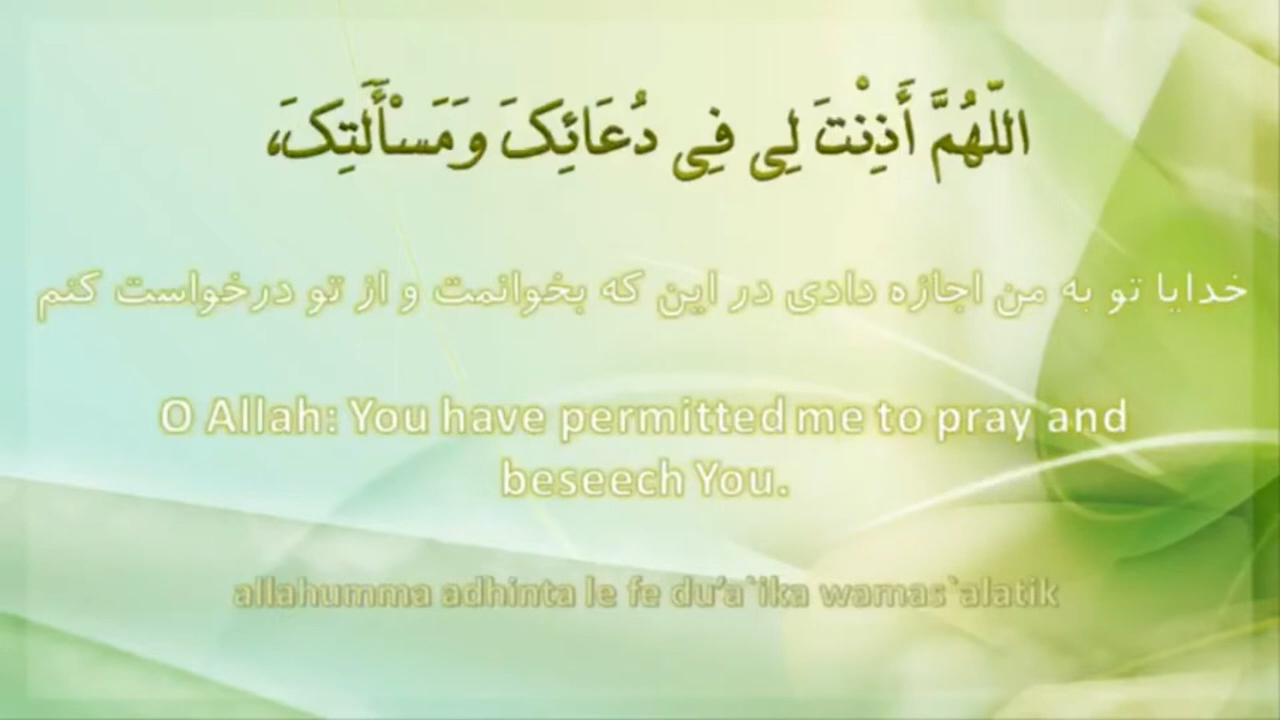 اللّهُمَّ أَذِنْتَ لِی فِی دُعَائِکَ وَمَسْأَلَتِکَ،
خدایا تو به من اجازه دادی در این که بخوانمت و از تو درخواست کنم
O Allah: You have permitted me to pray and
beseech You.
allahumma adhinta le fe du’a`ika wamas`alatik